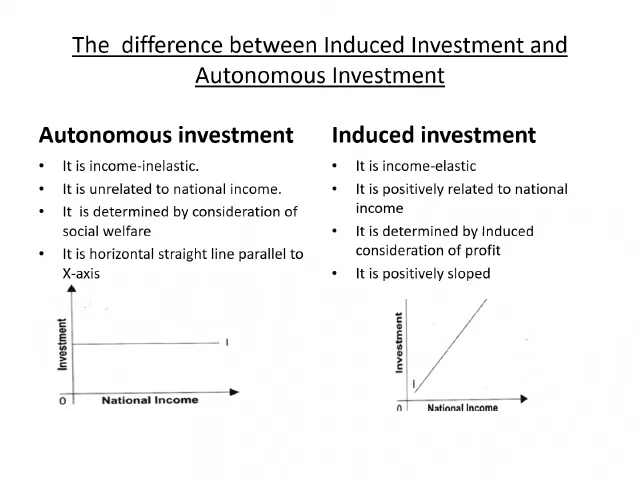 The difference between Induced Investment and
Autonomous Investment
Autonomous investment
• It is income-inelastic.
• It is unrelated to national income.
• It is determined by consideration of
social welfare
• It is horizontal straight line parallel to
X-axis
Investment
I
O
National Income
Induced investment
• It is income-elastic
• It is positively related to national
income
• It is determined by Induced
consideration of profit
• It is positively sloped
Investment
I
O
National Income